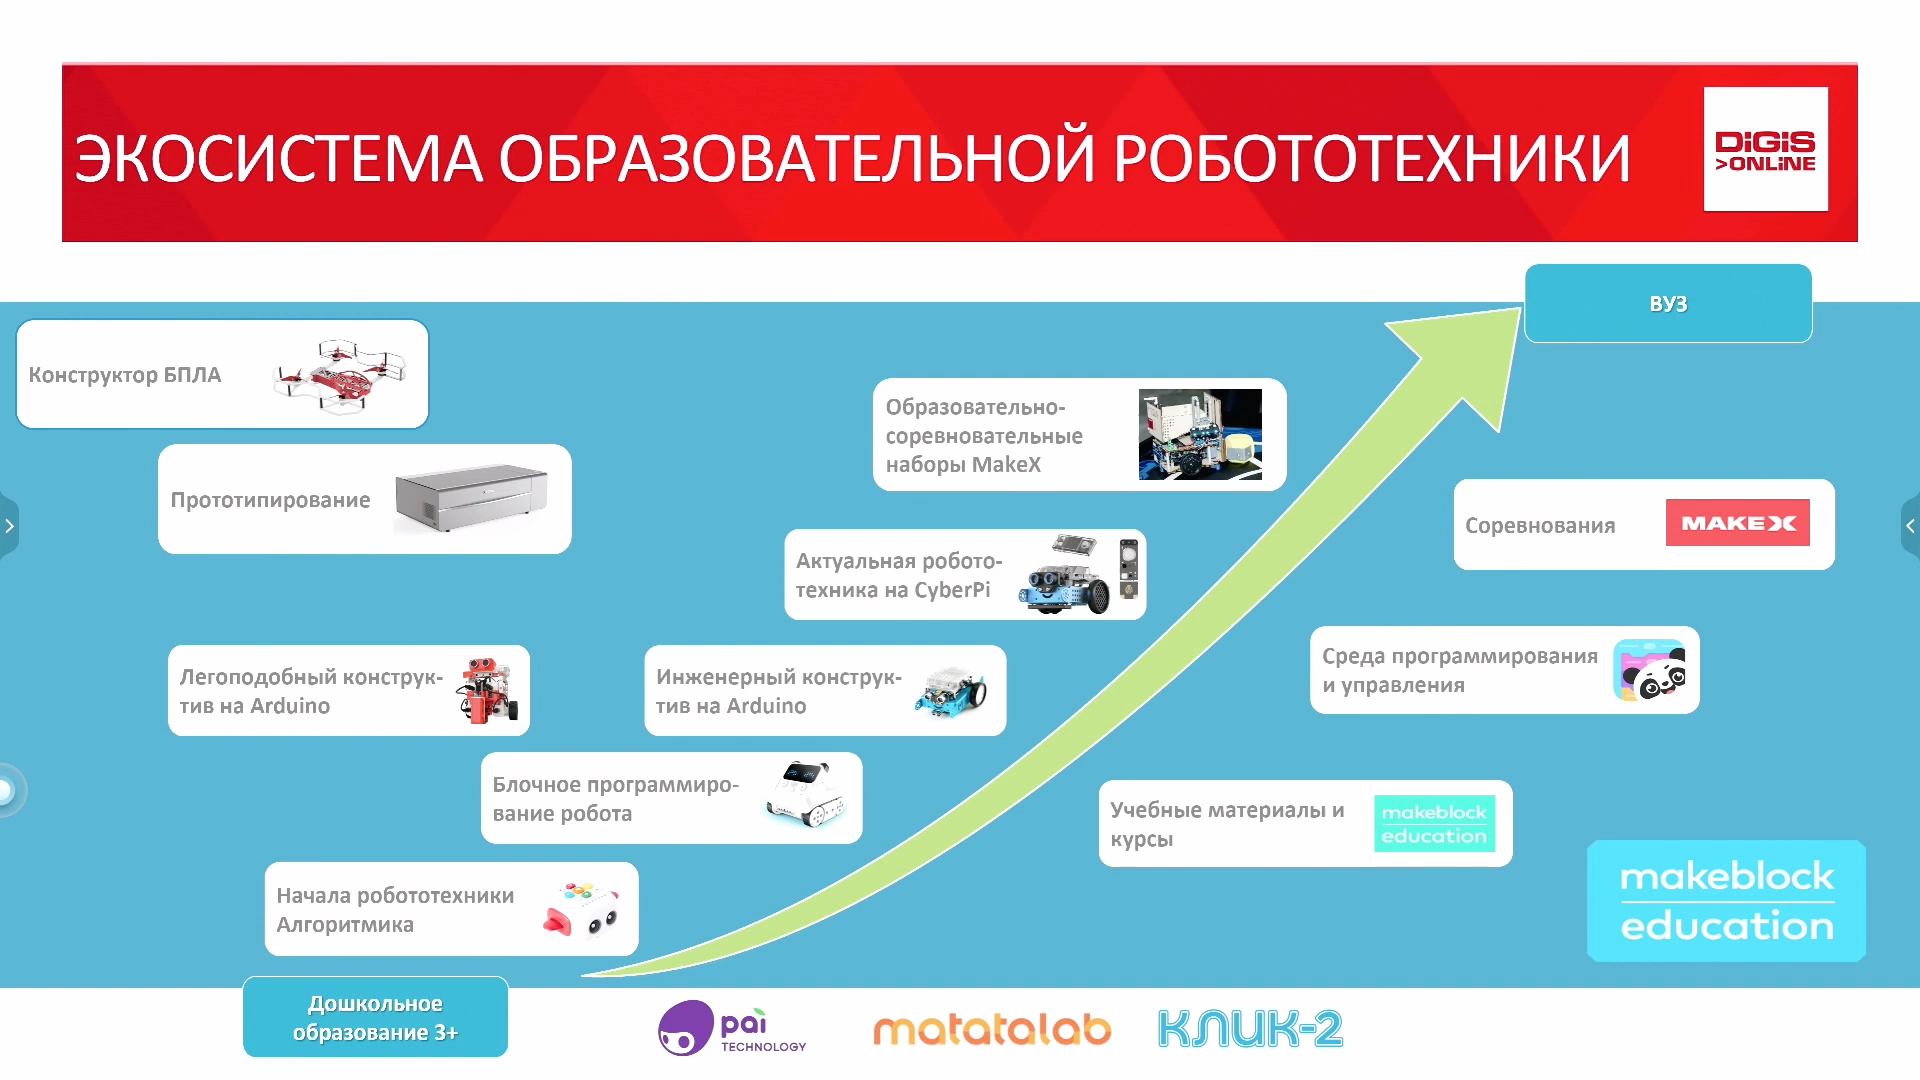 ЭКОСИСТЕМА ОБРАЗОВАТЕЛЬНОЙ РОБОТОТЕХНИКИ
DiGiS
>ONLiNE
ВУЗ
Конструктор БПЛА
Прототипирование
Образовательно-
соревновательные
наборы MakeX
Соревнования
MAKEX
Актуальная робото-
техника на CyberPi
Легоподобный конструк-
тив на Arduino
Инженерный конструк-
тив на Arduino
Среда программирования
и управления
Блочное программиро-
вание робота
Учебные материалы и
курсы
makeblock
education
Начала робототехники
Алгоритмика
makeblock
education
Дошкольное
образование 3+
pai
TECHNOLOGY
matatalab
КЛИК-2